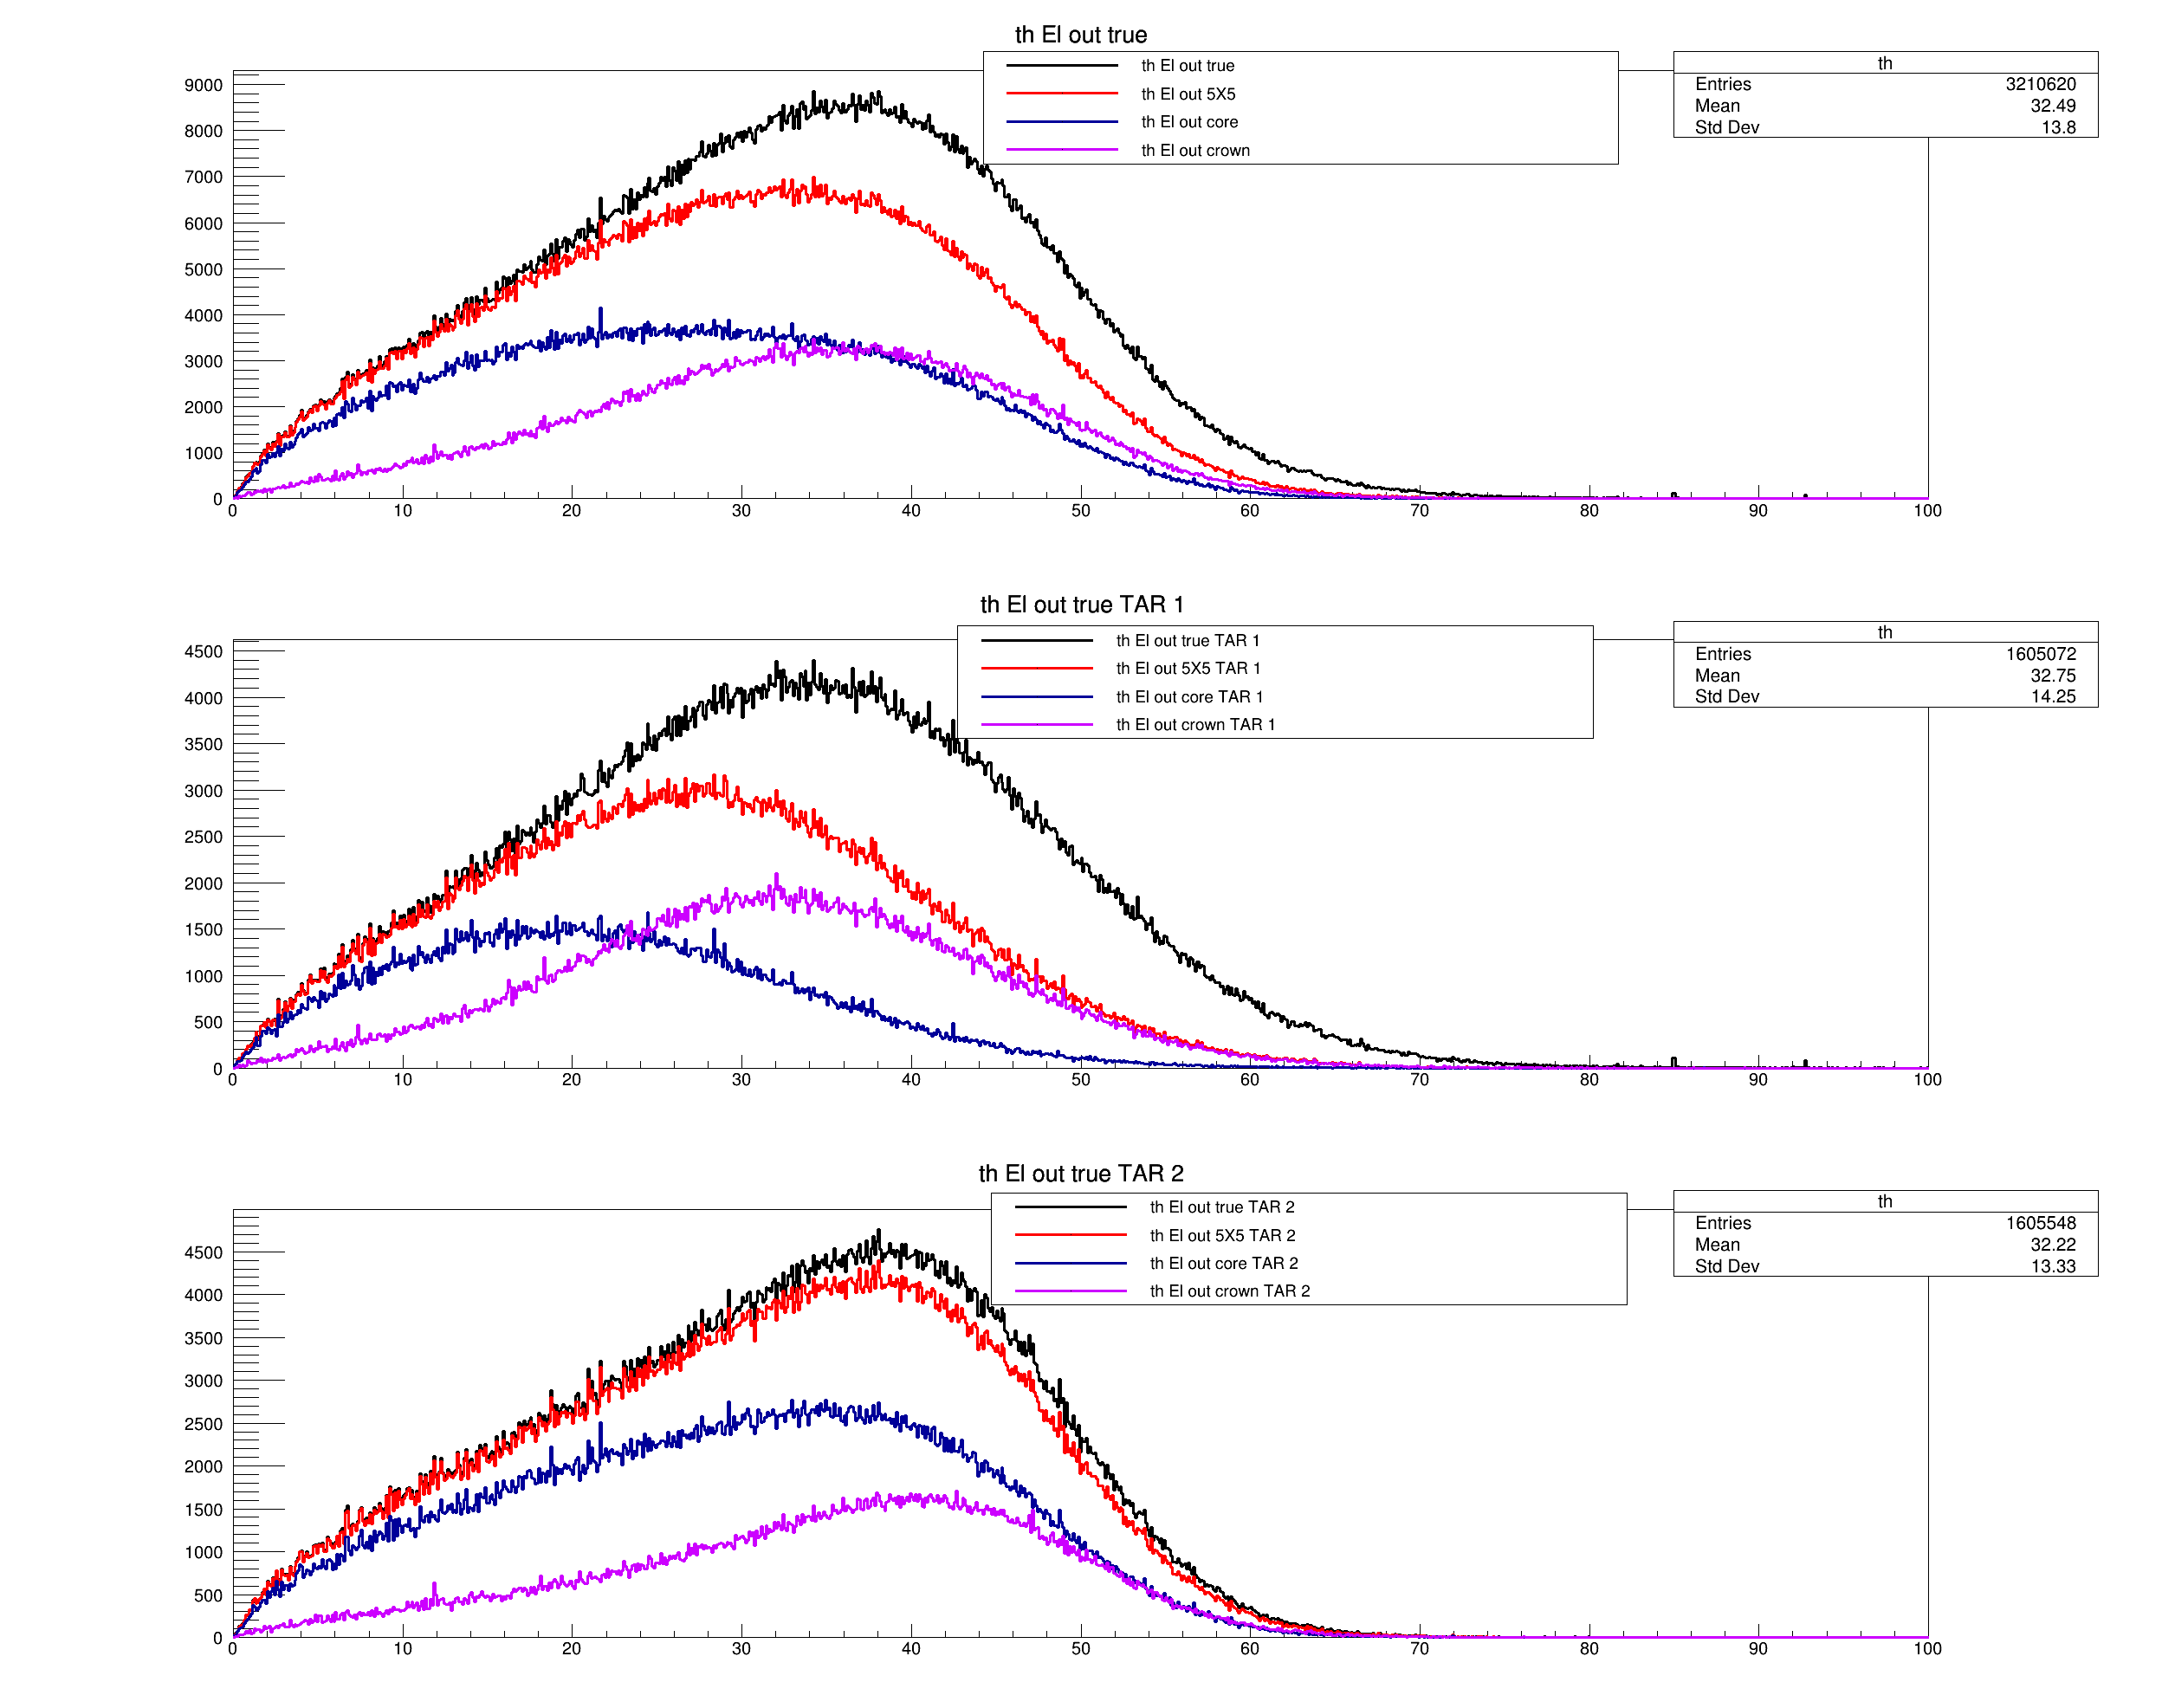 th El out true
th El out true
th El out 5X5
th El out core
th El out crown
th
Entries 3210620
Mean 32.49
Std Dev 13.8
9000
8000
7000
6000
5000
4000
3000
2000
1000
0
0 10 20 30 40 50 60 70 80 90 100
th El out true TAR 1
th El out true TAR 1
th El out 5X5 TAR 1
th El out core TAR 1
th El out crown TAR 1
th
Entries 1605072
Mean 32.75
Std Dev 14.25
4500
4000
3500
3000
2500
2000
1500
1000
500
0
0 10 20 30 40 50 60 70 80 90 100
th El out true TAR 2
th El out true TAR 2
th El out 5X5 TAR 2
th El out core TAR 2
th El out crown TAR 2
th
Entries 1605548
Mean 32.22
Std Dev 13.33
4500
4000
3500
3000
2500
2000
1500
1000
500
0
0 10 20 30 40 50 60 70 80 90 100